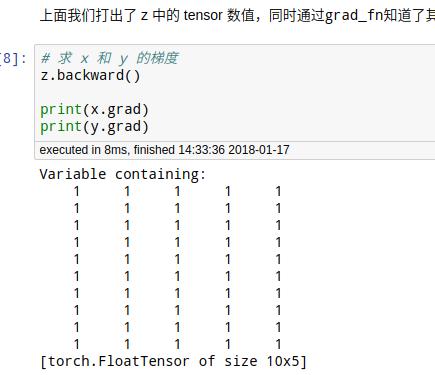 上面我们打出了 z 中的 tensor 数值，同时通过grad_fn知道了其
[8]: # 求 x 和 y 的梯度
z.backward()
print(x.grad)
print(y.grad)
executed in 8ms, finished 14:33:36 2018-01-17
Variable containing:
1 1 1 1 1
1 1 1 1 1
1 1 1 1 1
1 1 1 1 1
1 1 1 1 1
1 1 1 1 1
1 1 1 1 1
1 1 1 1 1
1 1 1 1 1
1 1 1 1 1
[torch.FloatTensor of size 10x5]